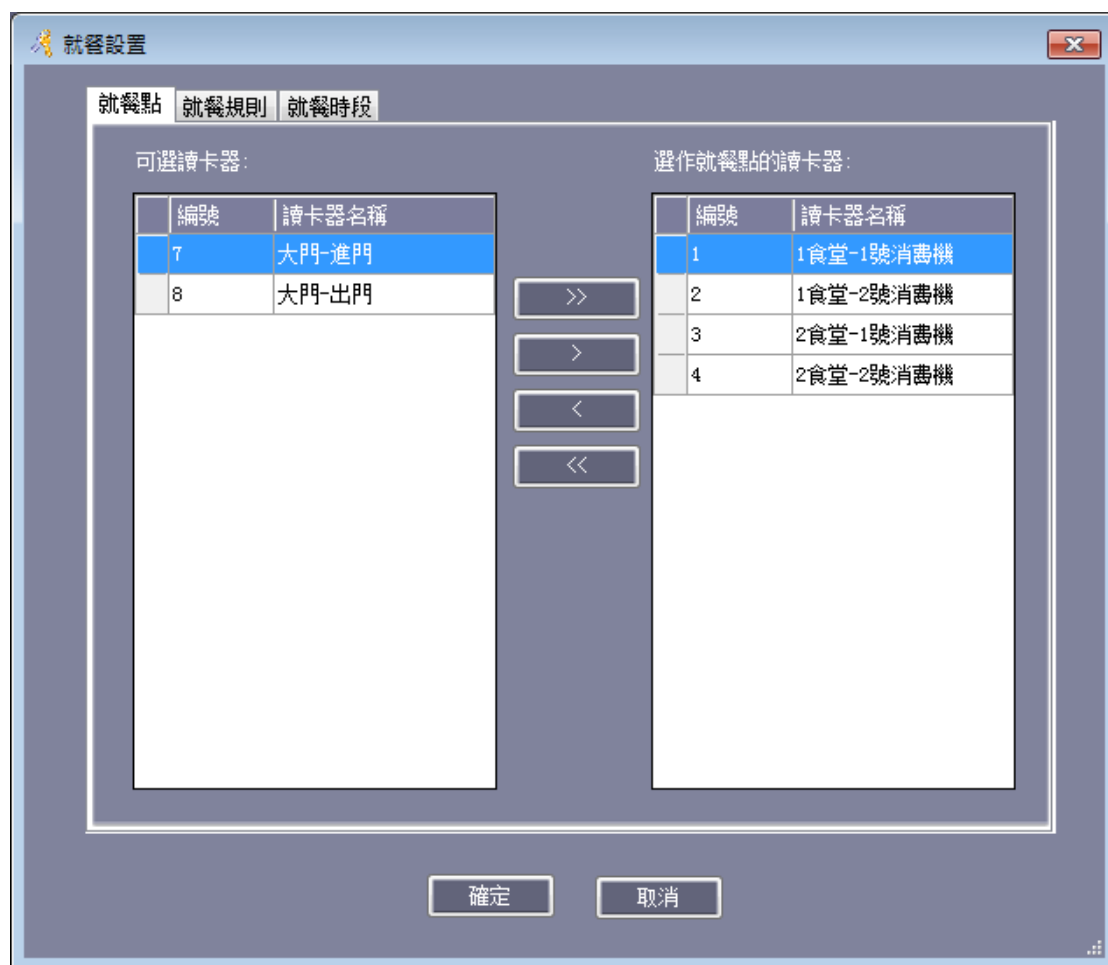 就餐設置
就餐點 就餐規則 就餐時段
可選讀卡器:
編號 讀卡器名稱
7 大門-進門
8 大門-出門
>>
>
<
<<
選作就餐點的讀卡器:
編號 讀卡器名稱
1 1食堂-1號消費機
2 1食堂-2號消費機
3 2食堂-1號消費機
4 2食堂-2號消費機
確定 取消